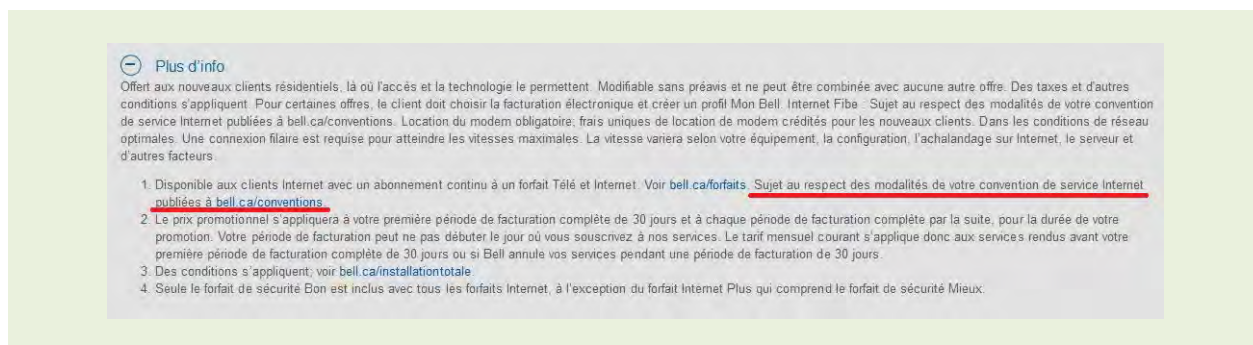 Plus d'info
Offert aux nouveaux clients résidentiels, là où l'accès et la technologie le permettent. Modifiable sans préavis et ne peut être combinée avec aucune autre offre. Des taxes et d'autres
conditions s'appliquent. Pour certaines offres, le client doit choisir la facturation électronique et créer un profil Mon Bell. Internet Fibe : Sujet au respect des modalités de votre convention
de service Internet publiées à bell.ca/conventions. Location du modem obligatoire; frais uniques de location de modem crédités pour les nouveaux clients. Dans les conditions de réseau
optimales. Une connexion filaire est requise pour atteindre les vitesses maximales. La vitesse variera selon votre équipement, la configuration, l'achalandage sur Internet, le serveur et
d'autres facteurs.
1. Disponible aux clients Internet avec un abonnement continu à un forfait Télé et Internet. Voir bell.ca/forfaits. Sujet au respect des modalités de votre convention de service Internet
publiées à bell.ca/conventions.
2. Le prix promotionnel s'appliquera à votre première période de facturation complète de 30 jours et à chaque période de facturation complète par la suite, pour la durée de votre
promotion. Votre période de facturation peut ne pas débuter le jour où vous souscrivez à nos services. Le tarif mensuel courant s'applique donc aux services rendus avant votre
première période de facturation complète de 30 jours ou si Bell annule vos services pendant une période de facturation de 30 jours.
3. Des conditions s'appliquent; voir bell.ca/installationtotale
4. Seule le forfait de sécurité Bon est inclus avec tous les forfaits Internet, à l'exception du forfait Internet Plus qui comprend le forfait de sécurité Mieux.